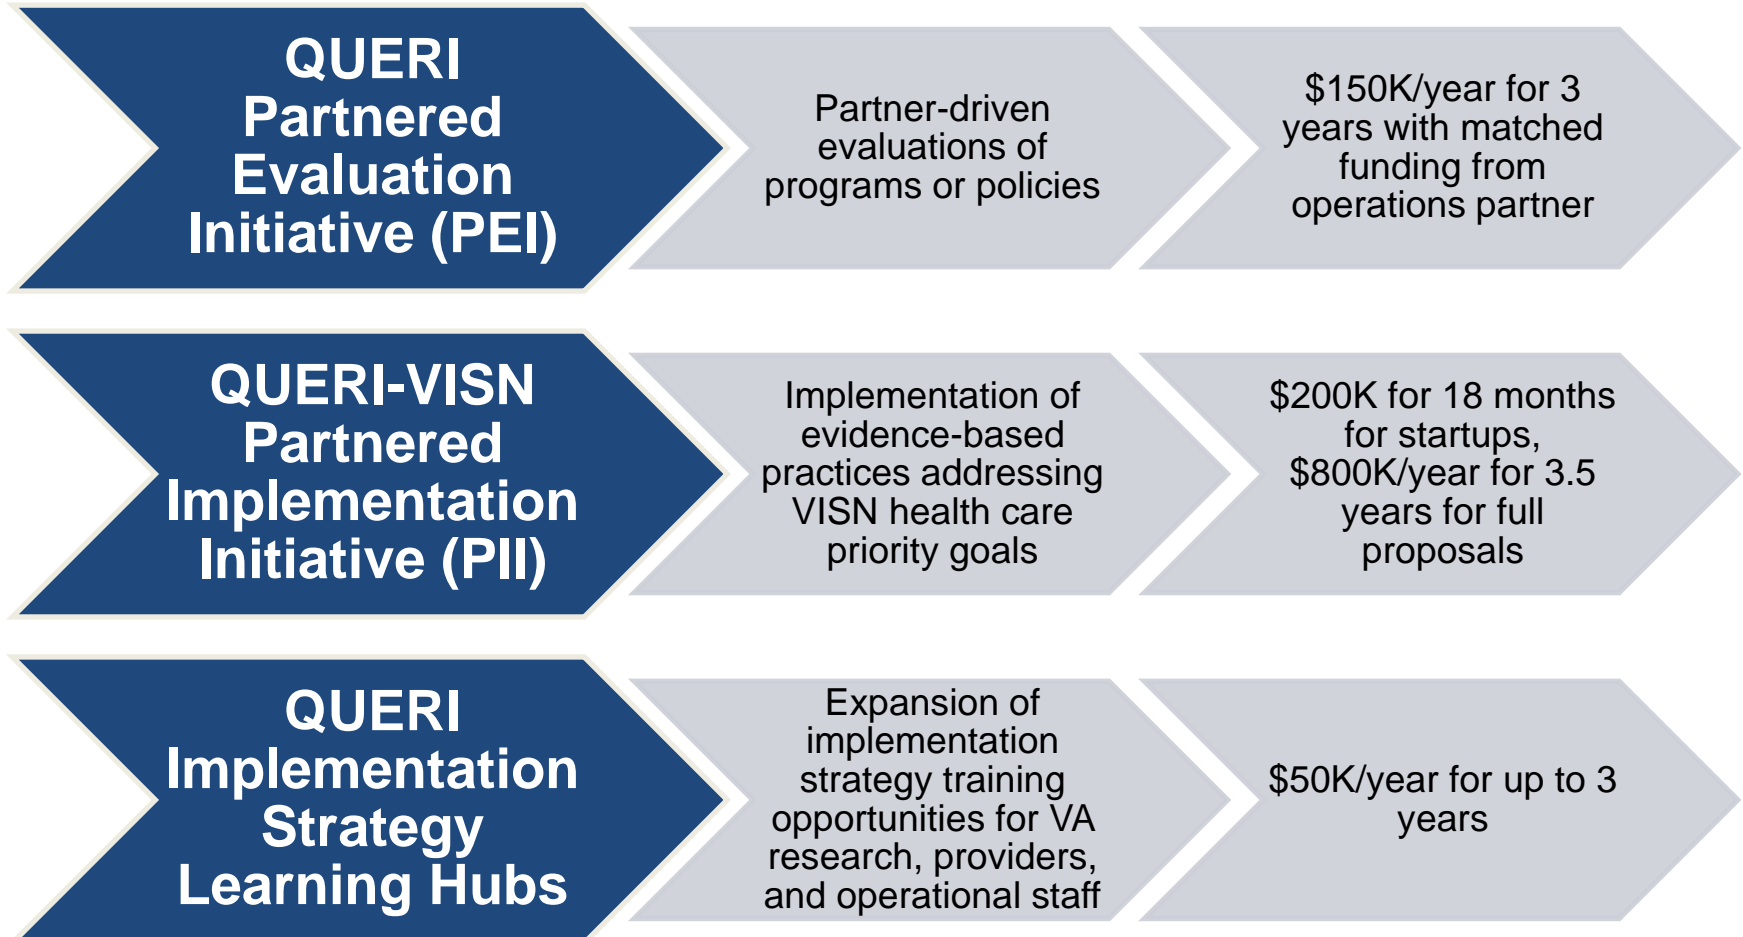 QUERI
Partnered
Evaluation
Initiative (PEI)
Partner-driven
evaluations of
programs or policies
$150K/year for 3
years with matched
funding from
operations partner
QUERI-VISN
Partnered
Implementation
Initiative (PII)
Implementation of
evidence-based
practices addressing
VISN health care
priority goals
$200K for 18 months
for startups,
$800K/year for 3.5
years for full
proposals
QUERI
Implementation
Strategy
Learning Hubs
Expansion of
implementation
strategy training
opportunities for VA
research, providers,
and operational staff
$50K/year for up to 3
years